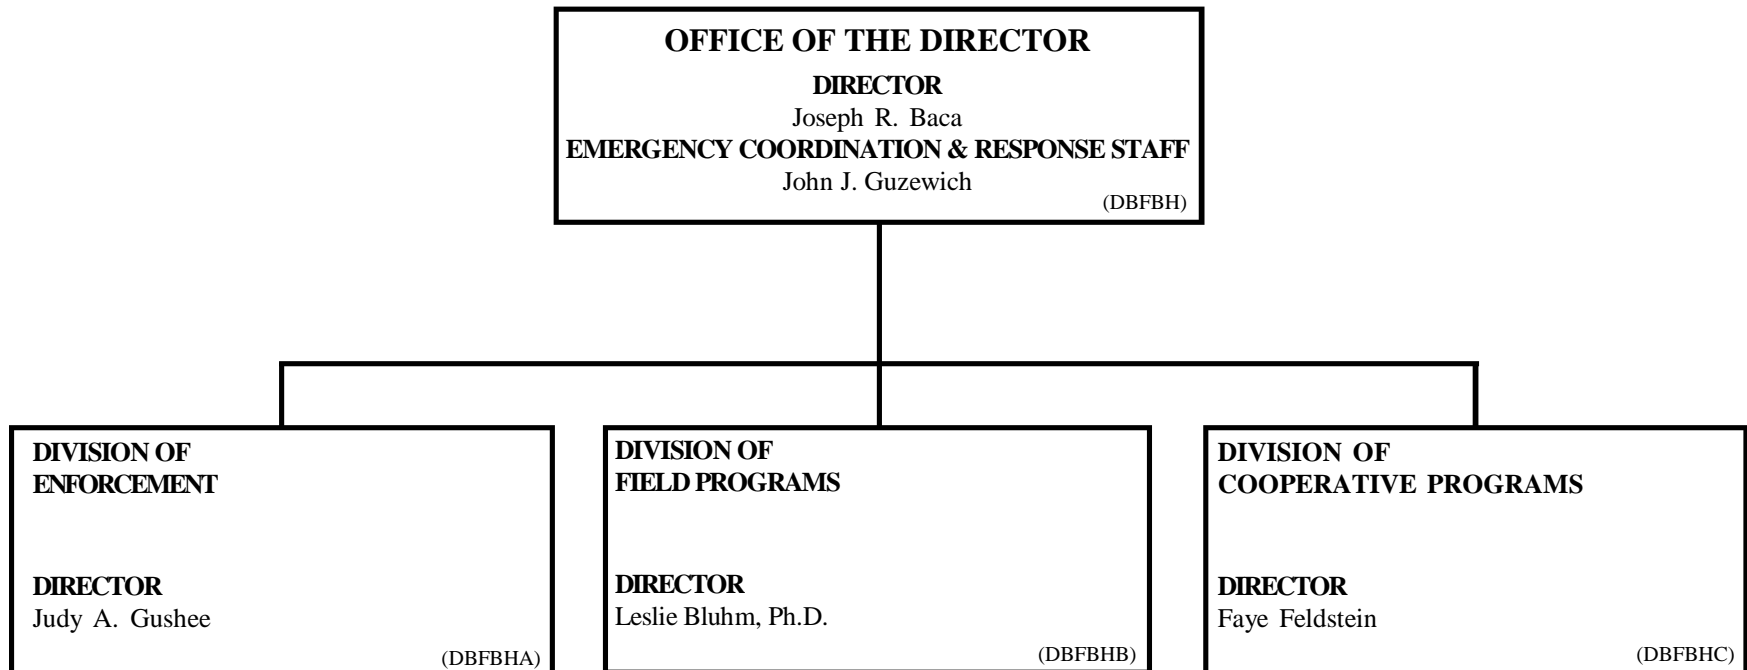 OFFICE OF THE DIRECTOR
DIRECTOR
Joseph R. Baca
EMERGENCY COORDINATION & RESPONSE STAFF
John J. Guzewich
(DBFBH)
DIVISION OF
ENFORCEMENT
DIRECTOR
Judy A. Gushee
(DBFBHA)
DIVISION OF
FIELD PROGRAMS
DIRECTOR
Leslie Bluhm, Ph.D.
(DBFBHB)
DIVISION OF
COOPERATIVE PROGRAMS
DIRECTOR
Faye Feldstein
(DBFBHC)